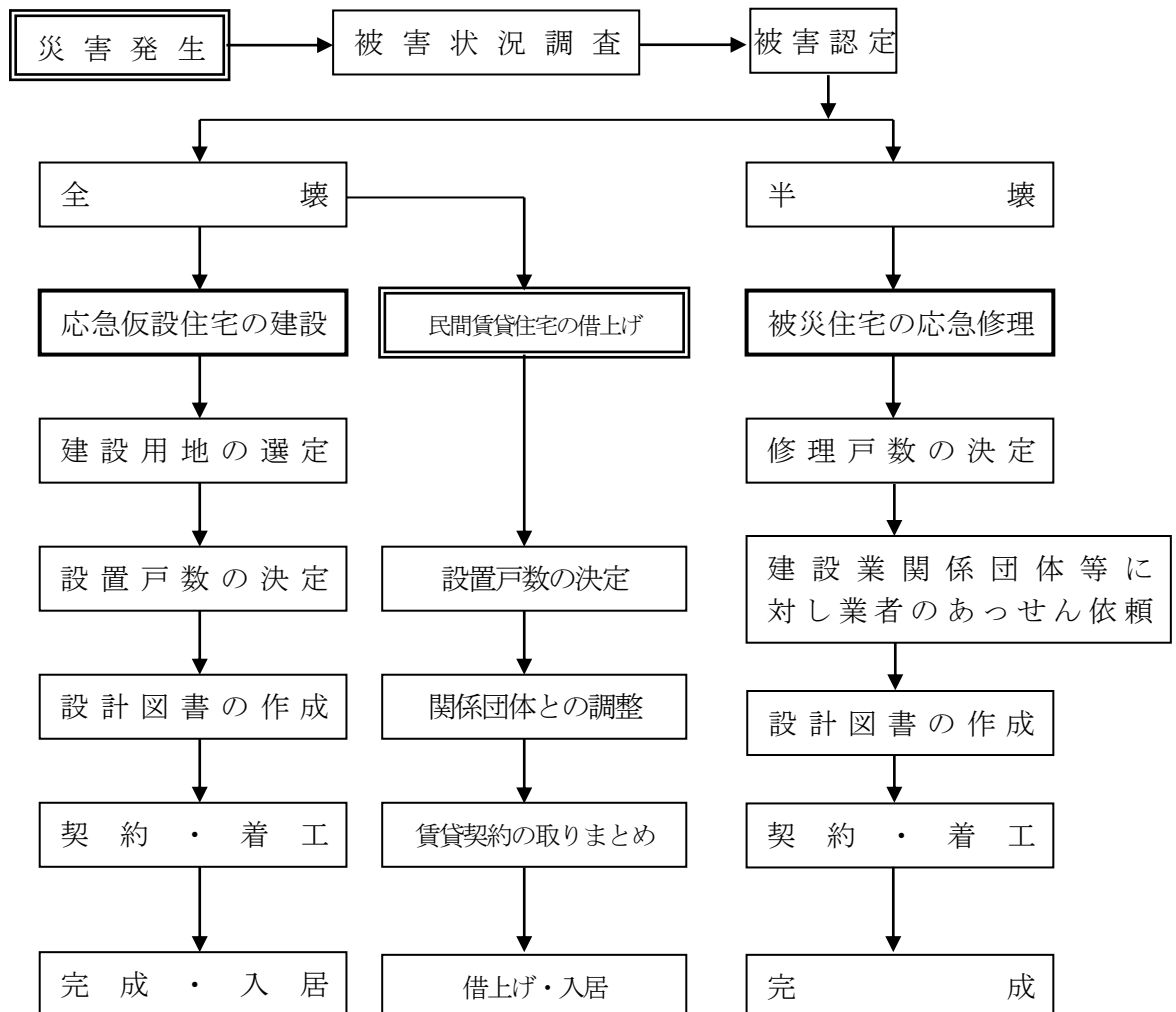 災害発生
被害状況調査
被害認定
全壊
半壊
応急仮設住宅の建設
民間賃貸住宅の借上げ
被災住宅の応急修理
建設用地の選定
修理戸数の決定
設置戸数の決定
設置戸数の決定
建設業関係団体等に
対し業者のあっせん依頼
設計図書の作成
関係団体との調整
設計図書の作成
契約・着工
賃貸契約の取りまとめ
契約・着工
完成・入居
借上げ・入居
完成